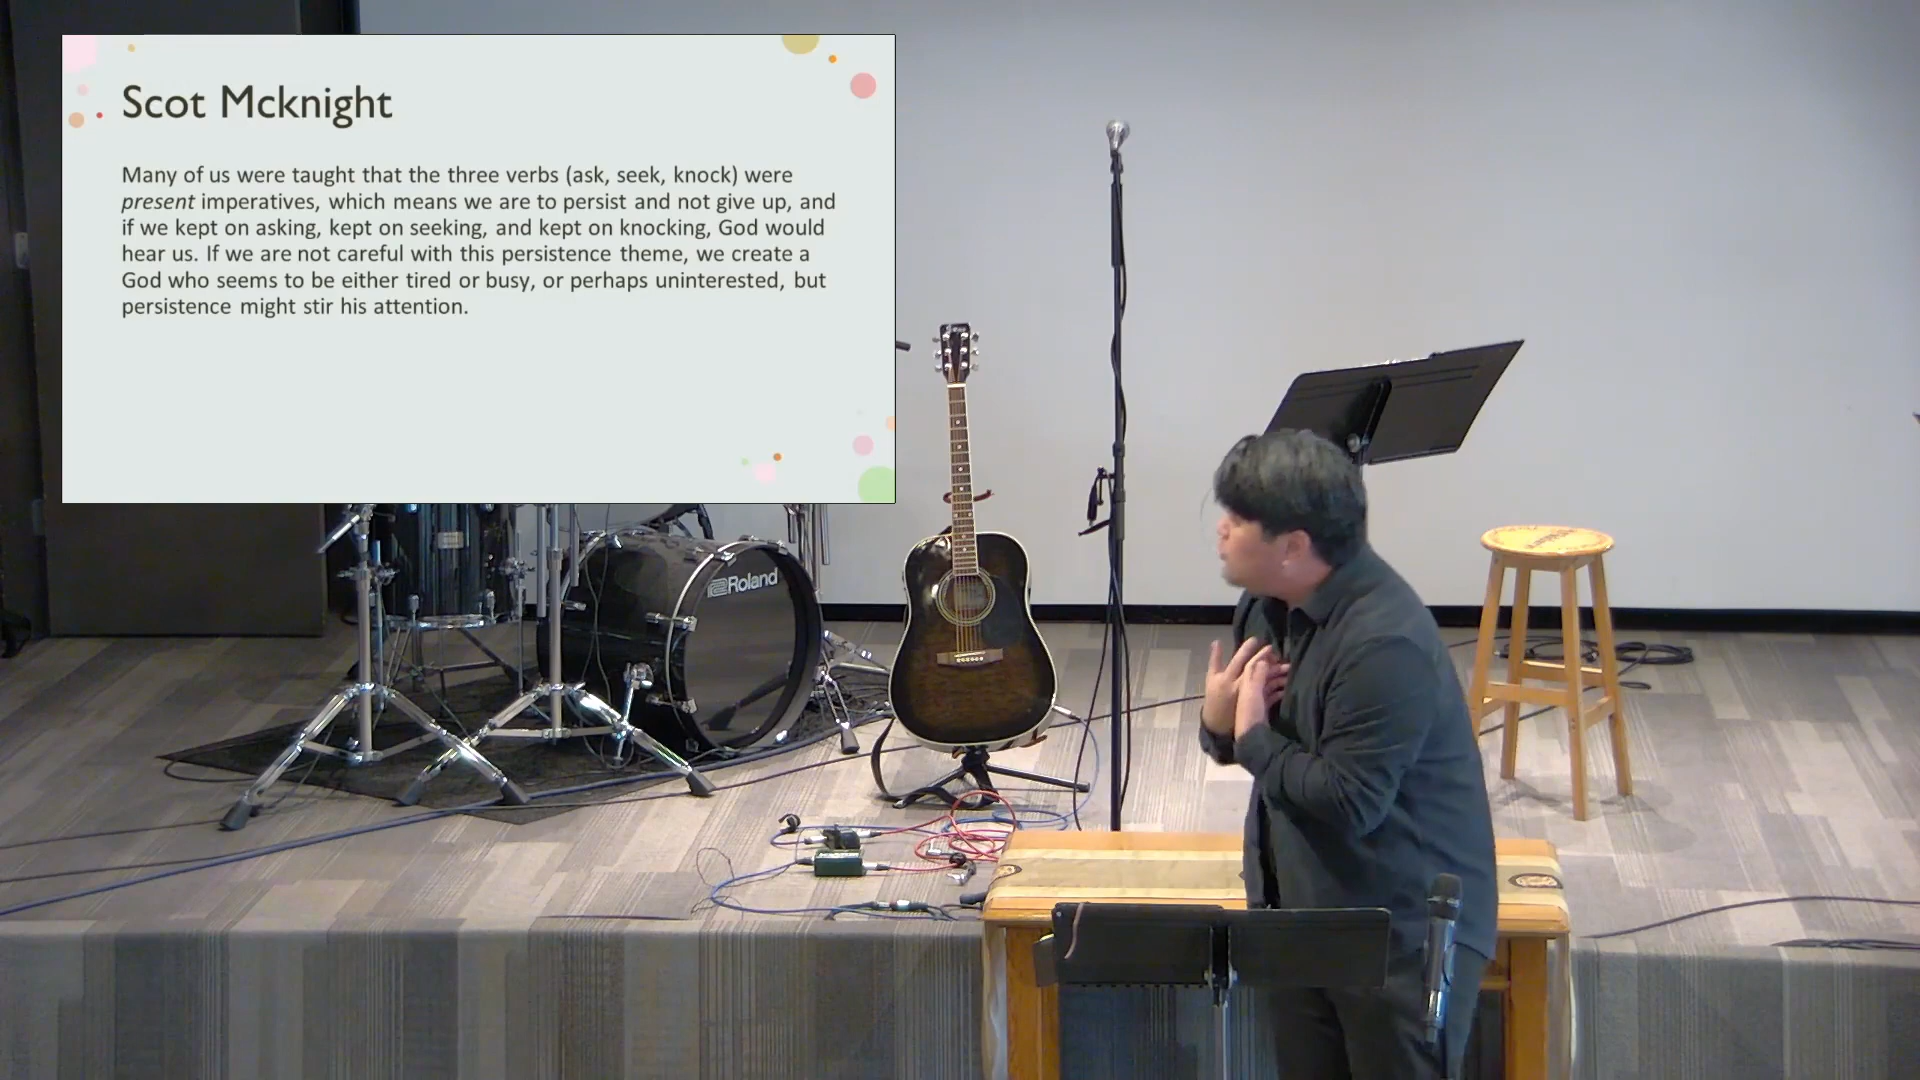 Scot Mcknight
Many of us were taught that the three verbs (ask, seek, knock) were
present imperatives, which means we are to persist and not give up, and
if we kept on asking, kept on seeking, and kept on knocking, God would
hear us. If we are not careful with this persistence theme, we create a
God who seems to be either tired or busy, or perhaps uninterested, but
persistence might stir his attention.
Roland